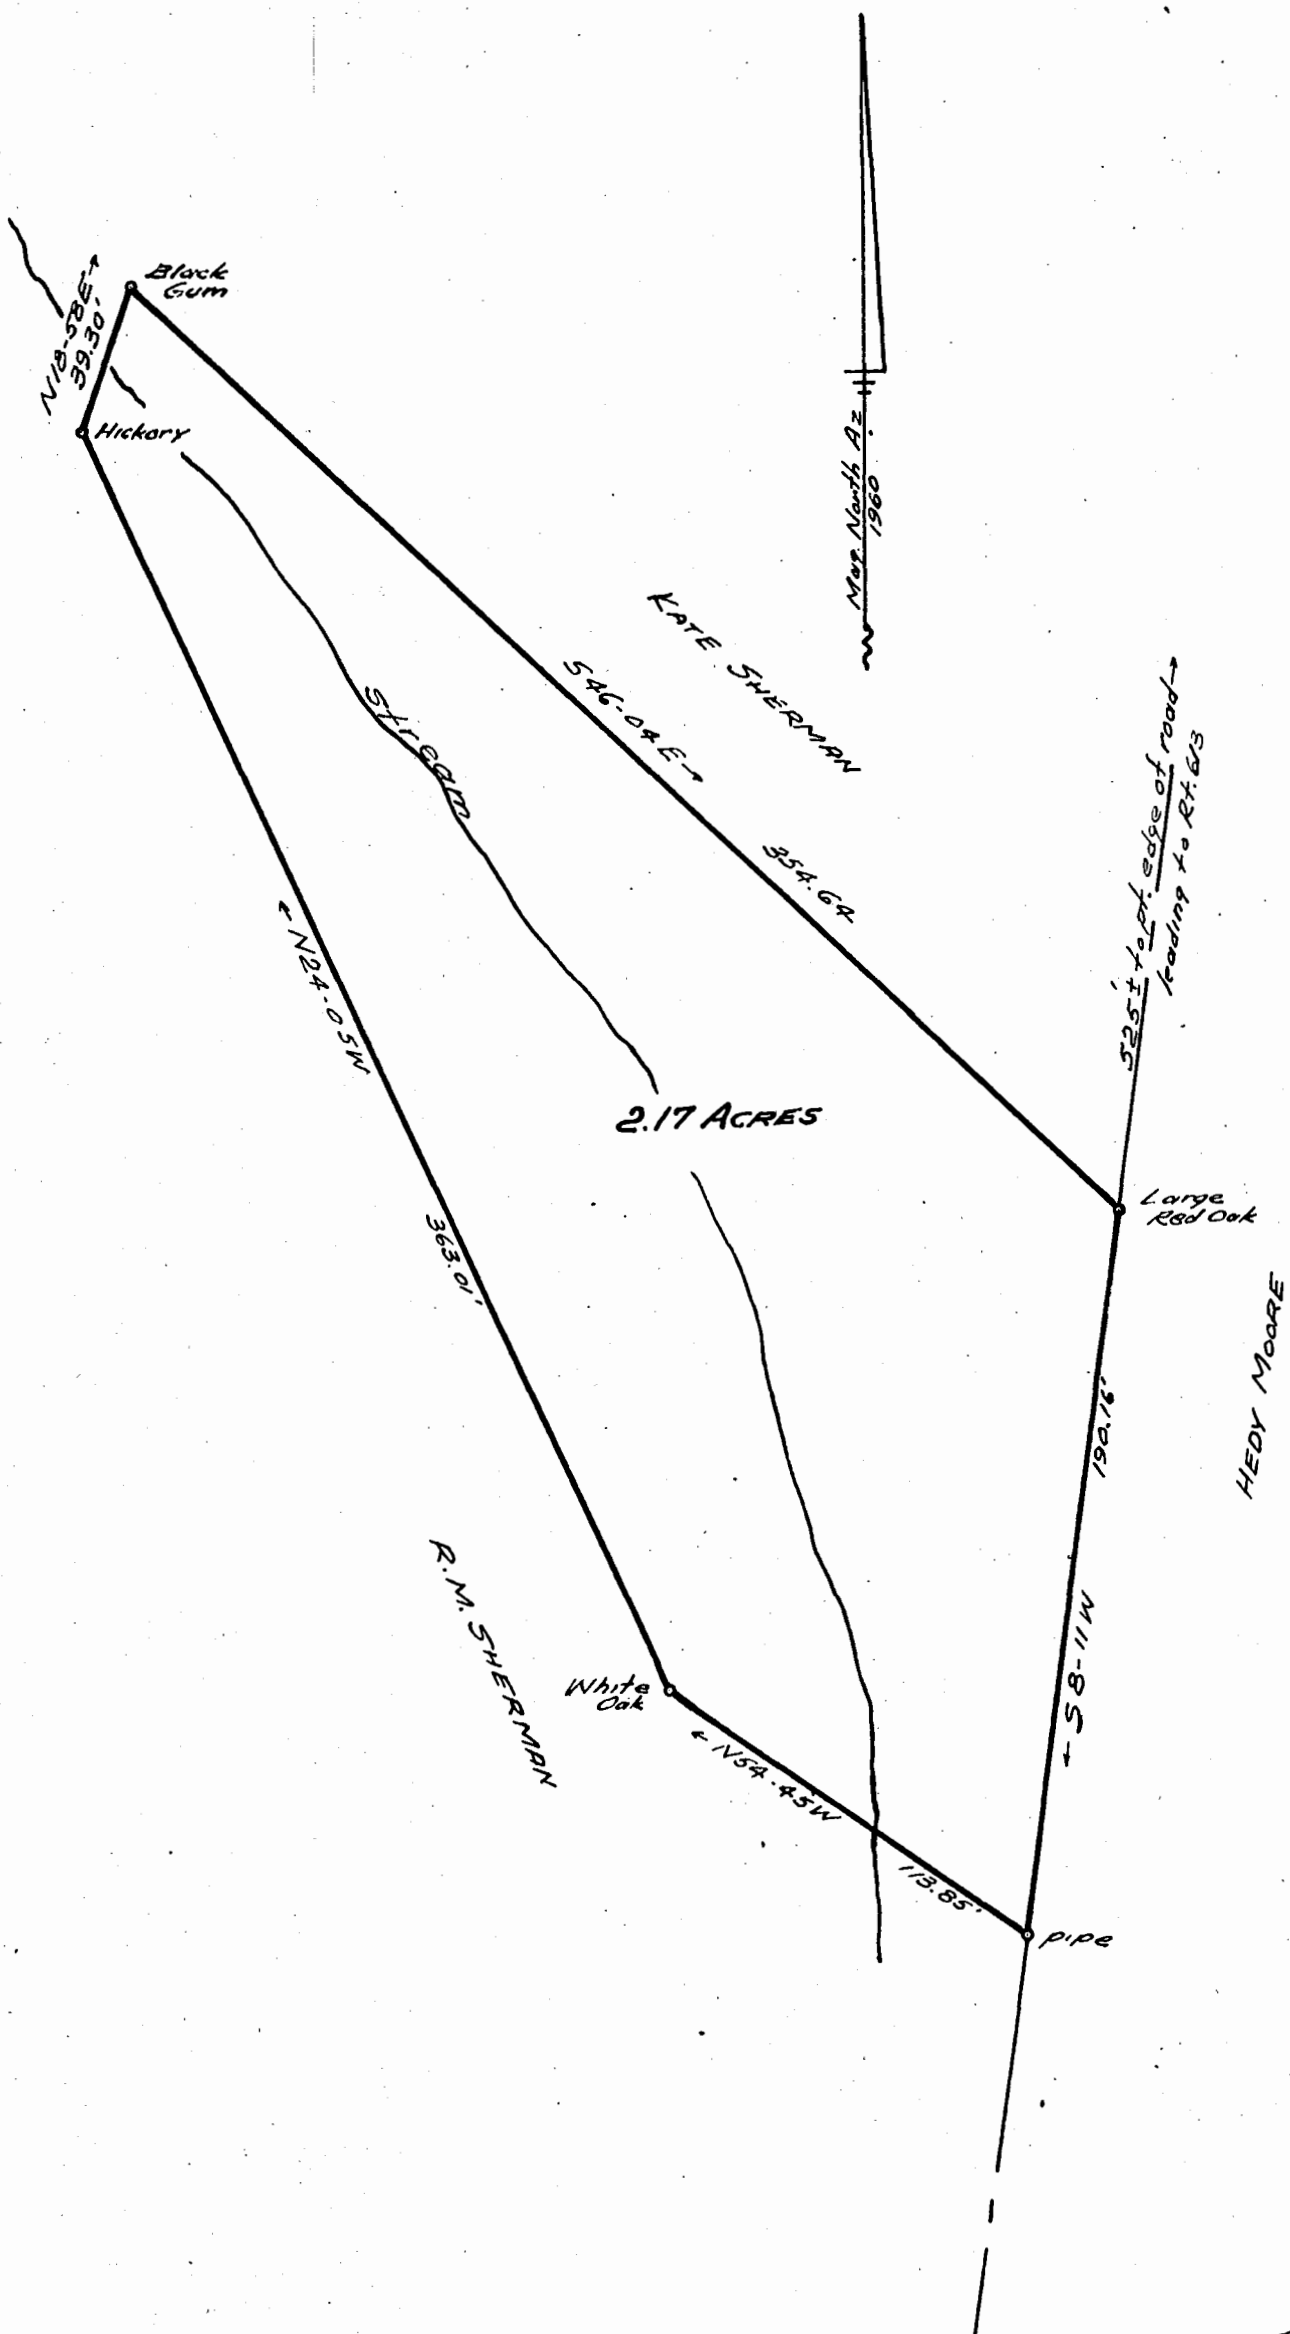 Black
Gum
N18-58E→
39.30'
Hickory
Mag. North Az.
1960
KATE SHERMAN
S46-04E→
354.64
Stream
525'± to pt. edge of road→
leading to Rt. 613
←N24-05W
363.01'
2.17 ACRES
Large
Red Oak
HEDY MOORE
190.16'
←S8-11W
R.M. SHERMAN
White
Oak
←N54-45W
113.85'
pipe